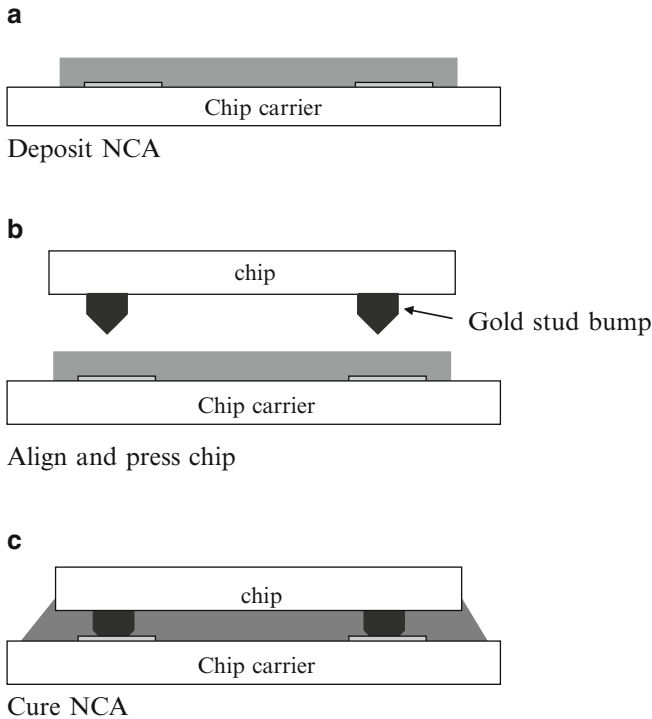 a
Chip carrier
Deposit NCA
b
chip
Gold stud bump
Chip carrier
Align and press chip
c
chip
Chip carrier
Cure NCA